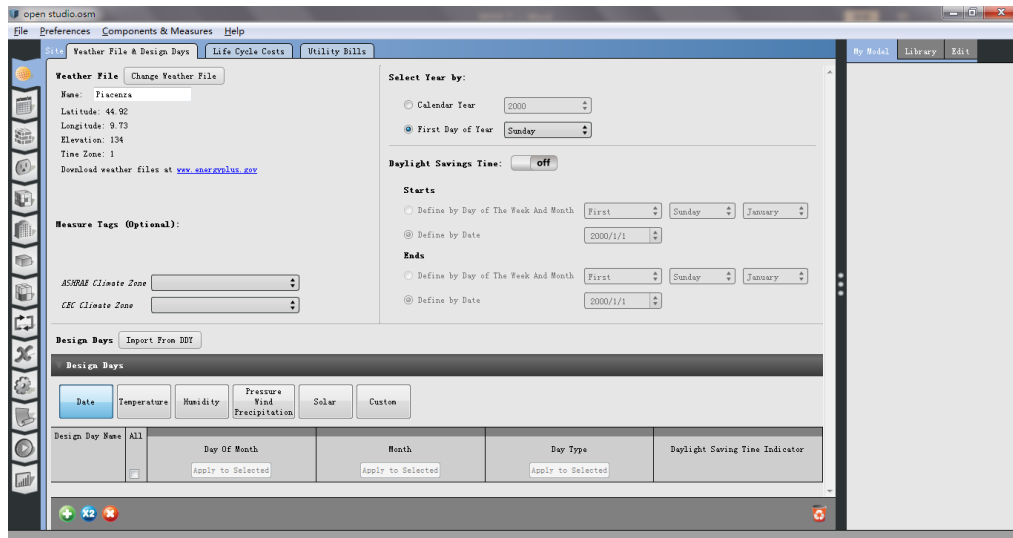 open studio.osm
File Preferences Components & Measures Help
Site Weather File & Design Days Life Cycle Costs Utility Bills My Model Library Edit
Weather File Change Weather File
Name: Piacenza
Latitude: 44.92
Longitude: 9.73
Elevation: 134
Time Zone: 1
Download weather files at www.energyplus.gov
Measure Tags (Optional):
ASHRAE Climate Zone
CEC Climate Zone
Select Year by:
Calendar Year 2000
First Day of Year Sunday
Daylight Savings Time: off
Starts
Define by Day of The Week And Month First Sunday January
Define by Date 2000/1/1
Ends
Define by Day of The Week And Month First Sunday January
Define by Date 2000/1/1
Design Days Import From DDY
Design Days
Date Temperature Humidity Pressure Wind Precipitation Solar Custom
Design Day Name All Day Of Month Month Day Type Daylight Saving Time Indicator
Apply to Selected Apply to Selected Apply to Selected
X2